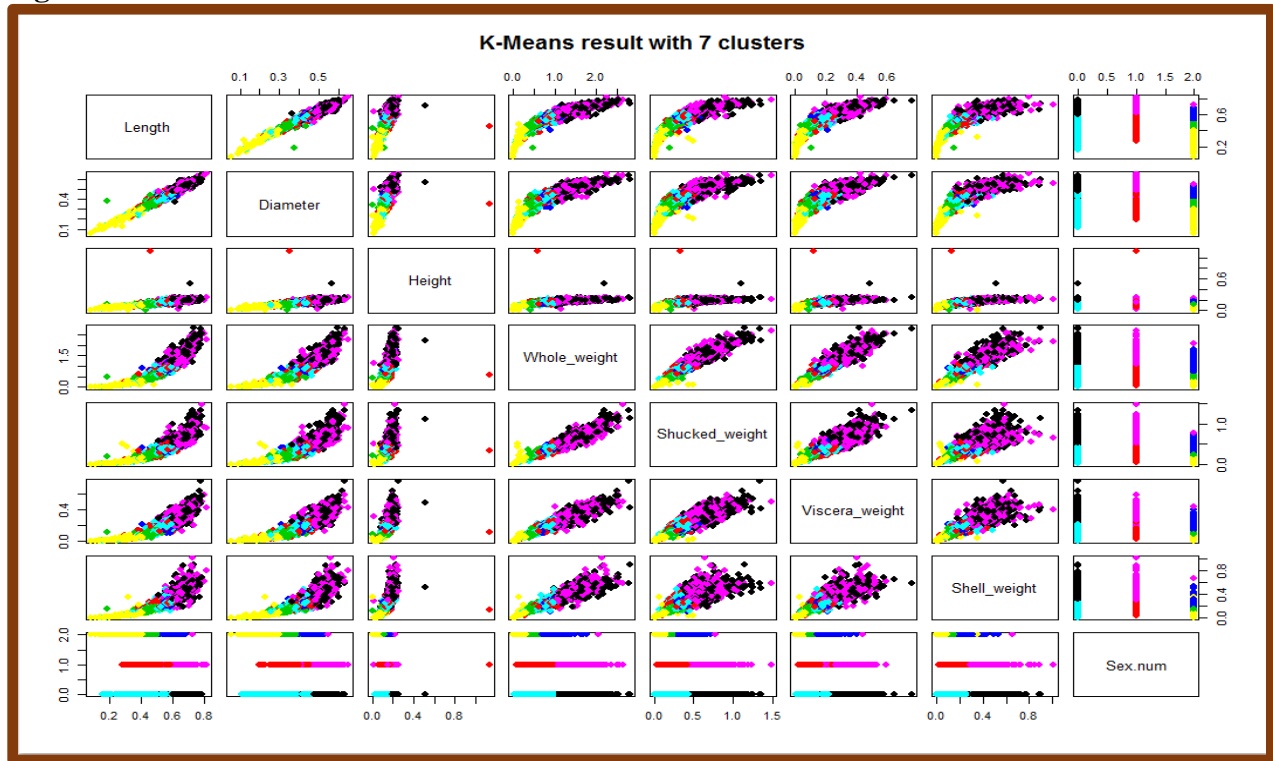 K-Means result with 7 clusters
0.1 0.3 0.5 0.0 1.0 2.0 0.0 0.2 0.4 0.6 0.0 0.5 1.0 1.5 2.0
Length
0.2 0.6
0.1 0.4
Diameter
Height
0.0 0.6
0.0 1.5
Whole_weight
Shucked_weight
0.0 1.0
0.0 0.4
Viscera_weight
Shell_weight
0.0 0.4 0.8
0.0 1.0 2.0
Sex.num
0.2 0.4 0.6 0.8 0.0 0.4 0.8 0.0 0.5 1.0 1.5 0.0 0.4 0.8